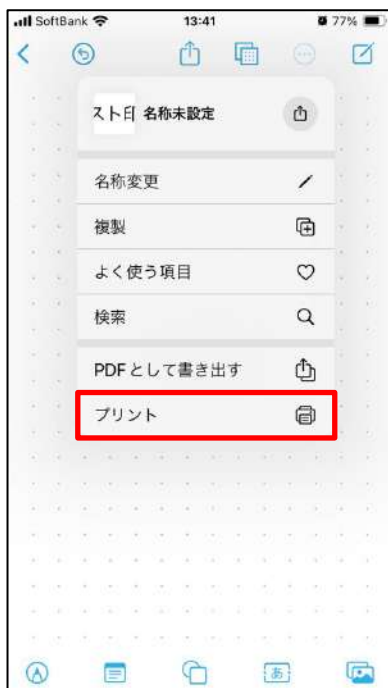 SoftBank 13:41 77%
スト印 名称未設定
名称変更
複製
よく使う項目
検索
PDFとして書き出す
プリント
あ